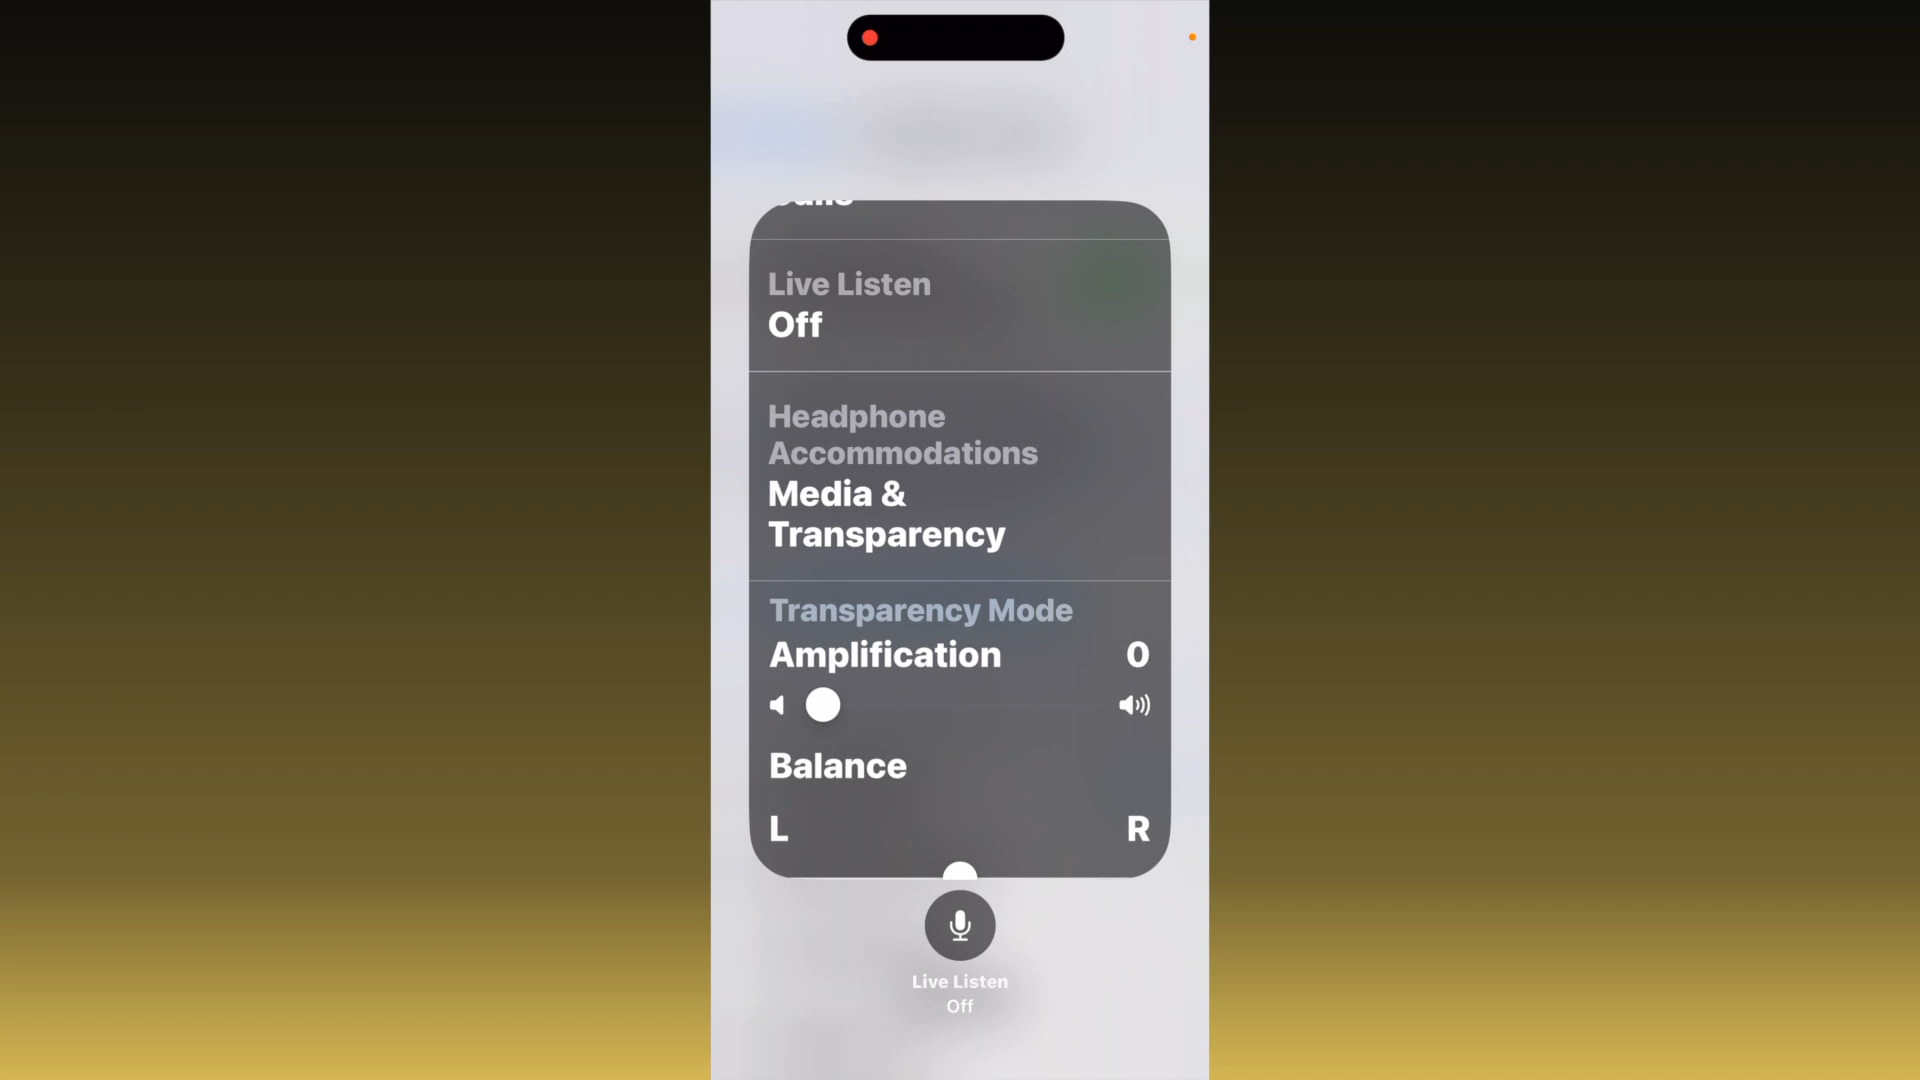 Live Listen
Off
Headphone
Accommodations
Media &
Transparency
Transparency Mode
Amplification 0
Balance
L R
Live Listen
Off